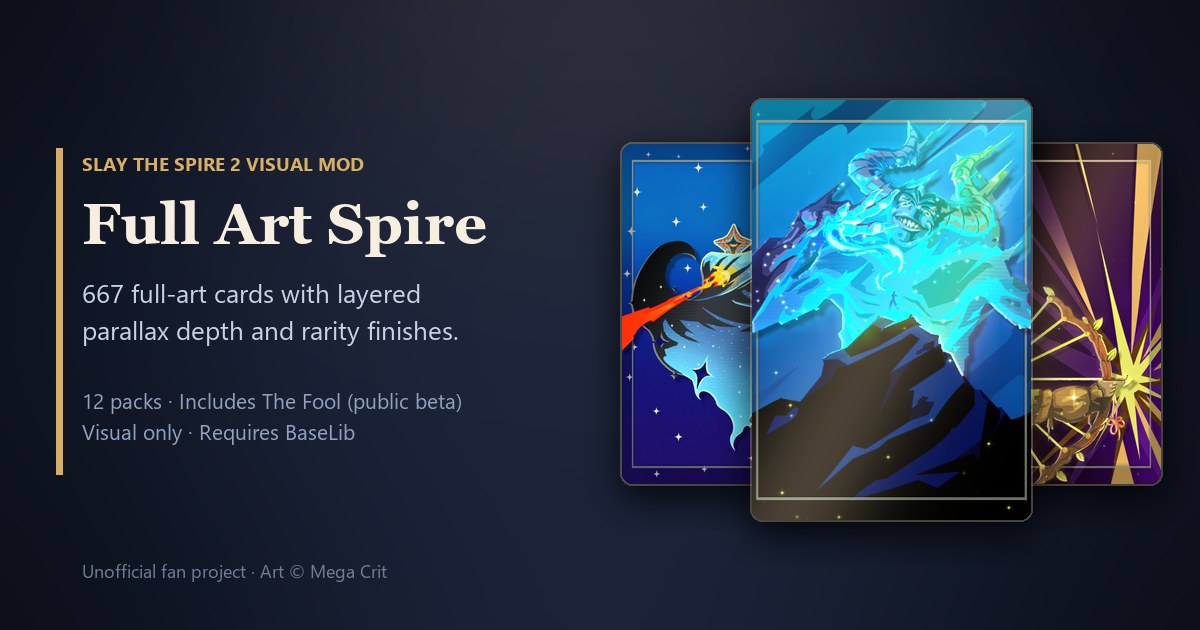 SLAY THE SPIRE 2 VISUAL MOD
Full Art Spire
667 full-art cards with layered
parallax depth and rarity finishes.
12 packs · Includes The Fool (public beta)
Visual only · Requires BaseLib
Unofficial fan project · Art © Mega Crit